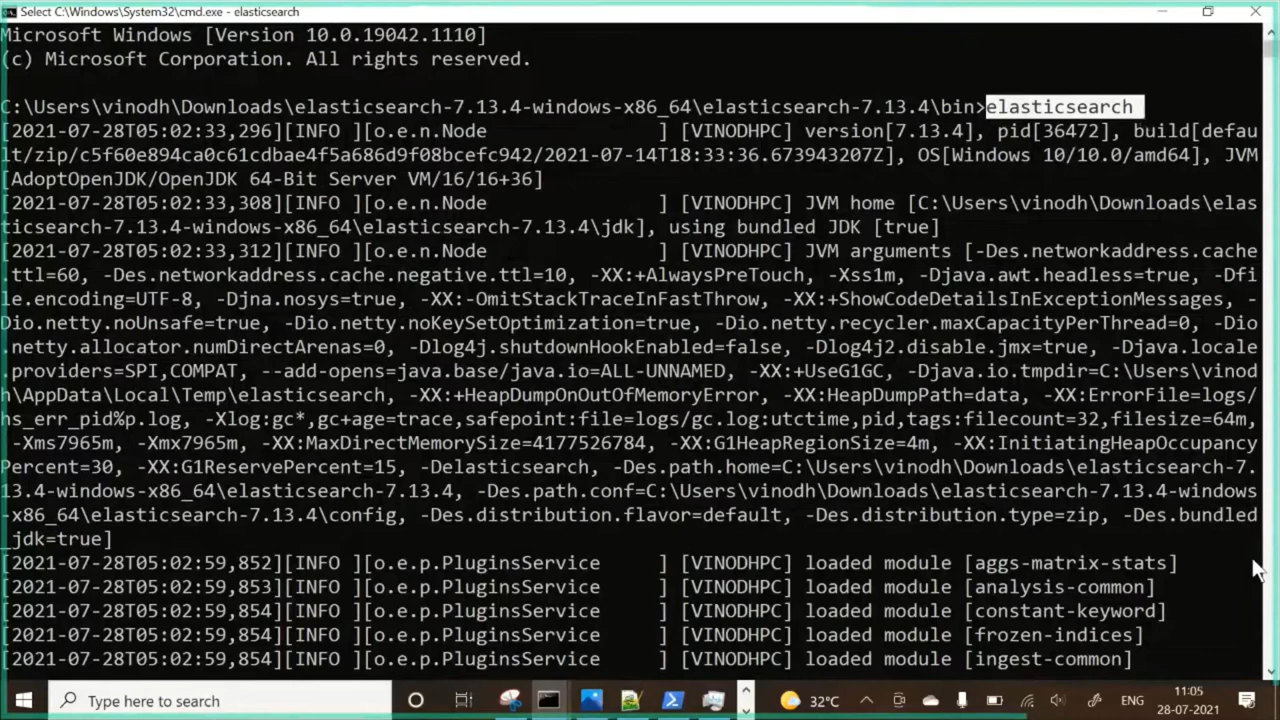 Select C:\Windows\System32\cmd.exe - elasticsearch
Microsoft Windows [Version 10.0.19042.1110]
(c) Microsoft Corporation. All rights reserved.
C:\Users\vinodh\Downloads\elasticsearch-7.13.4-windows-x86_64\elasticsearch-7.13.4\bin>elasticsearch
[2021-07-28T05:02:33,296][INFO ][o.e.n.Node               ] [VINODHPC] version[7.13.4], pid[36472], build[defau
lt/zip/c5f60e894ca0c61cdbae4f5a686d9f08bcefc942/2021-07-14T18:33:36.673943207Z], OS[Windows 10/10.0/amd64], JVM
[AdoptOpenJDK/OpenJDK 64-Bit Server VM/16/16+36]
[2021-07-28T05:02:33,308][INFO ][o.e.n.Node               ] [VINODHPC] JVM home [C:\Users\vinodh\Downloads\elas
ticsearch-7.13.4-windows-x86_64\elasticsearch-7.13.4\jdk], using bundled JDK [true]
[2021-07-28T05:02:33,312][INFO ][o.e.n.Node               ] [VINODHPC] JVM arguments [-Des.networkaddress.cache
.ttl=60, -Des.networkaddress.cache.negative.ttl=10, -XX:+AlwaysPreTouch, -Xss1m, -Djava.awt.headless=true, -Dfi
le.encoding=UTF-8, -Djna.nosys=true, -XX:-OmitStackTraceInFastThrow, -XX:+ShowCodeDetailsInExceptionMessages, -
Dio.netty.noUnsafe=true, -Dio.netty.noKeySetOptimization=true, -Dio.netty.recycler.maxCapacityPerThread=0, -Dio
.netty.allocator.numDirectArenas=0, -Dlog4j.shutdownHookEnabled=false, -Dlog4j2.disable.jmx=true, -Djava.locale
.providers=SPI,COMPAT, --add-opens=java.base/java.io=ALL-UNNAMED, -XX:+UseG1GC, -Djava.io.tmpdir=C:\Users\vinod
h\AppData\Local\Temp\elasticsearch, -XX:+HeapDumpOnOutOfMemoryError, -XX:HeapDumpPath=data, -XX:ErrorFile=logs/
hs_err_pid%p.log, -Xlog:gc*,gc+age=trace,safepoint:file=logs/gc.log:utctime,pid,tags:filecount=32,filesize=64m,
-Xms7965m, -Xmx7965m, -XX:MaxDirectMemorySize=4177526784, -XX:G1HeapRegionSize=4m, -XX:InitiatingHeapOccupancy
Percent=30, -XX:G1ReservePercent=15, -Delasticsearch, -Des.path.home=C:\Users\vinodh\Downloads\elasticsearch-7.
13.4-windows-x86_64\elasticsearch-7.13.4, -Des.path.conf=C:\Users\vinodh\Downloads\elasticsearch-7.13.4-windows
-x86_64\elasticsearch-7.13.4\config, -Des.distribution.flavor=default, -Des.distribution.type=zip, -Des.bundled
_jdk=true]
[2021-07-28T05:02:59,852][INFO ][o.e.p.PluginsService     ] [VINODHPC] loaded module [aggs-matrix-stats]
[2021-07-28T05:02:59,853][INFO ][o.e.p.PluginsService     ] [VINODHPC] loaded module [analysis-common]
[2021-07-28T05:02:59,854][INFO ][o.e.p.PluginsService     ] [VINODHPC] loaded module [constant-keyword]
[2021-07-28T05:02:59,854][INFO ][o.e.p.PluginsService     ] [VINODHPC] loaded module [frozen-indices]
[2021-07-28T05:02:59,854][INFO ][o.e.p.PluginsService     ] [VINODHPC] loaded module [ingest-common]
Type here to search
32°C
ENG
11:05
28-07-2021